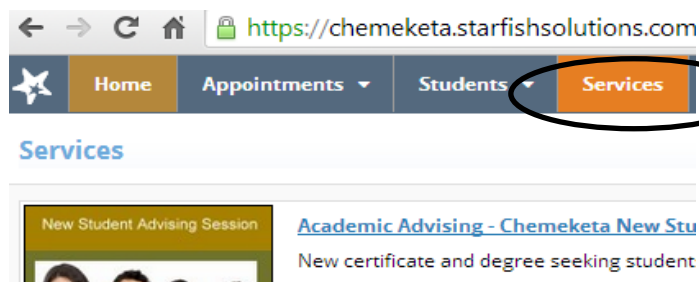 https://chemeketa.starfishsolutions.com
Home Appointments Students Services
Services
New Student Advising Session
Academic Advising - Chemeketa New Stu
New certificate and degree seeking student